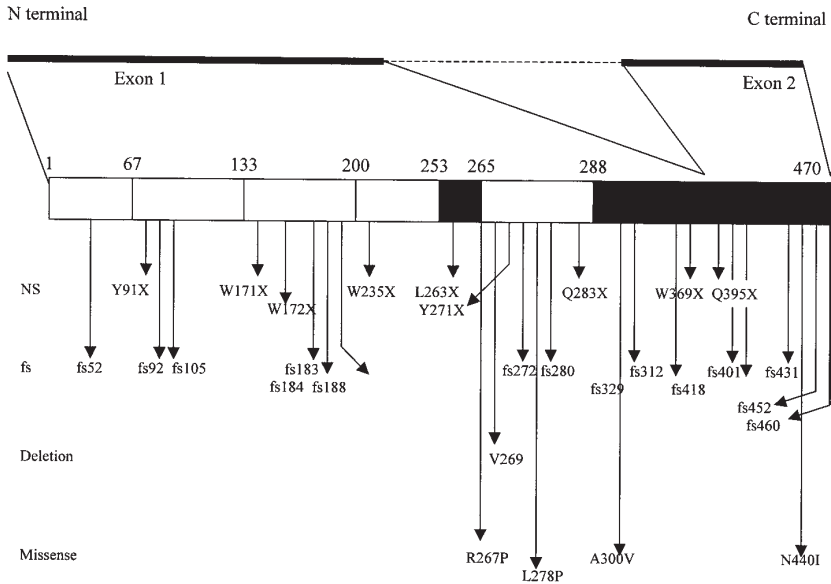 N terminal
C terminal
Exon 1
Exon 2
1 67 133 200 253 265 288 470
NS
Y91X W171X W172X W235X L263X Y271X Q283X W369X Q395X
fs
fs52 fs92 fs105 fs183 fs184 fs188 fs272 fs280 fs329 fs312 fs418 fs401 fs431 fs452 fs460
Deletion
V269
Missense
R267P L278P A300V N440I